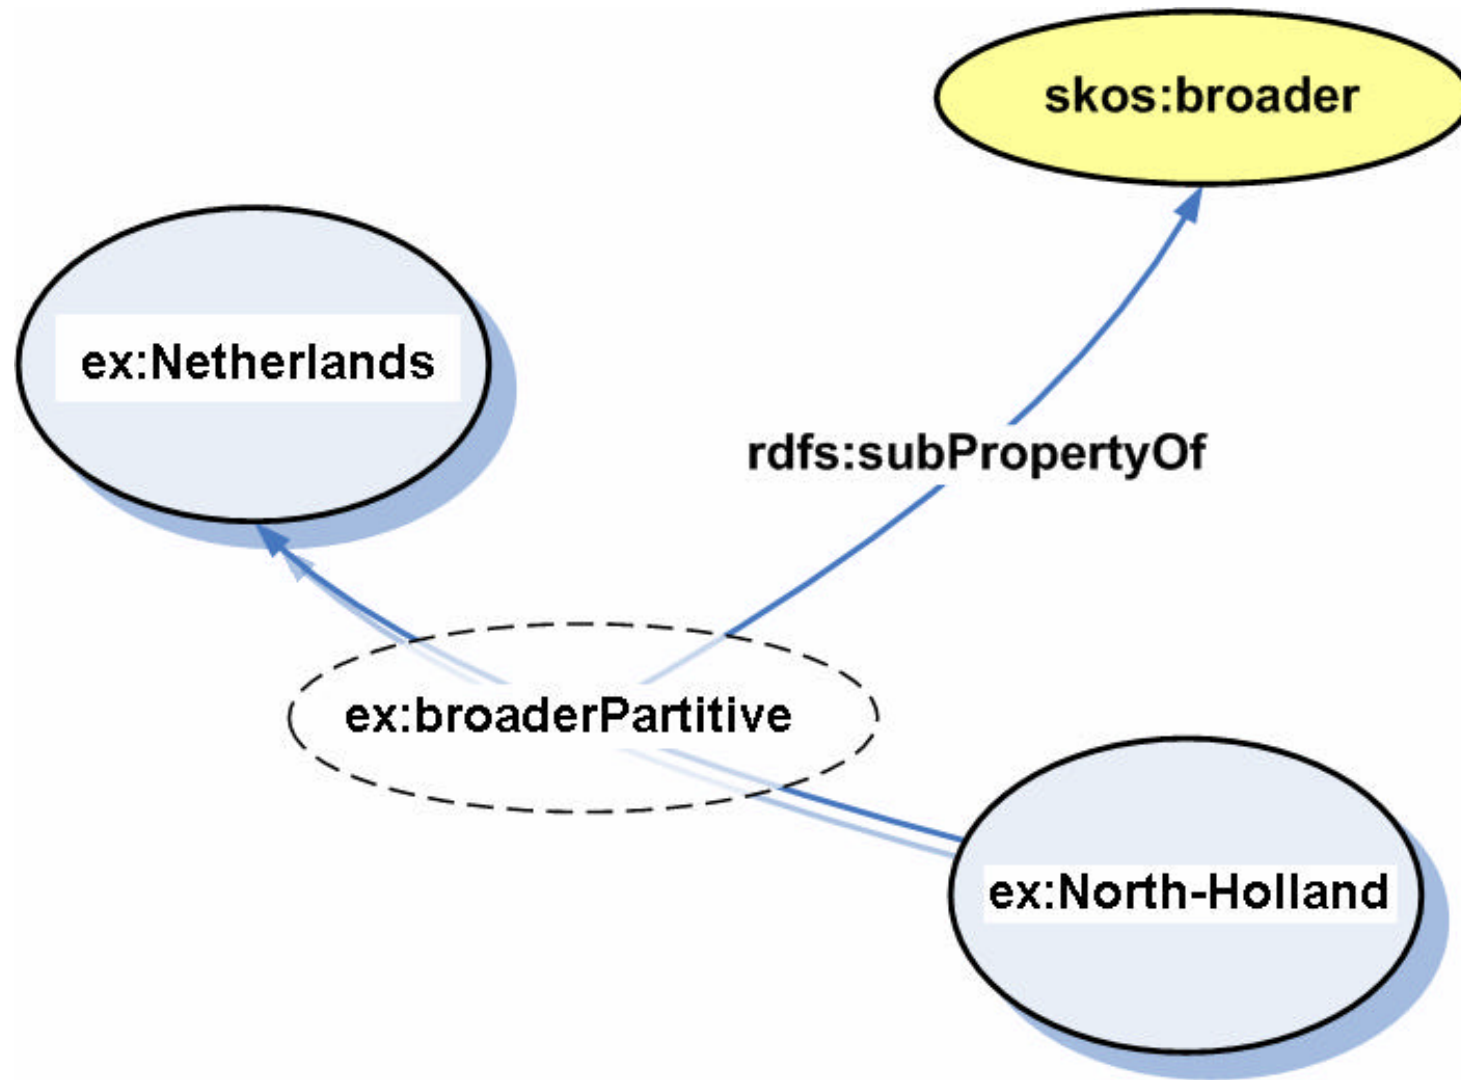 skos:broader
ex:Netherlands
rdfs:subPropertyOf
ex:broaderPartitive
ex:North-Holland